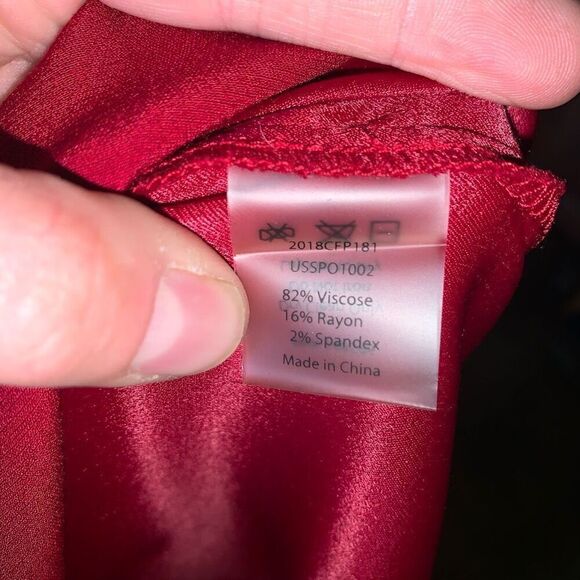 2018CFP181
USSPO1002
82% Viscose
16% Rayon
2% Spandex
Made in China